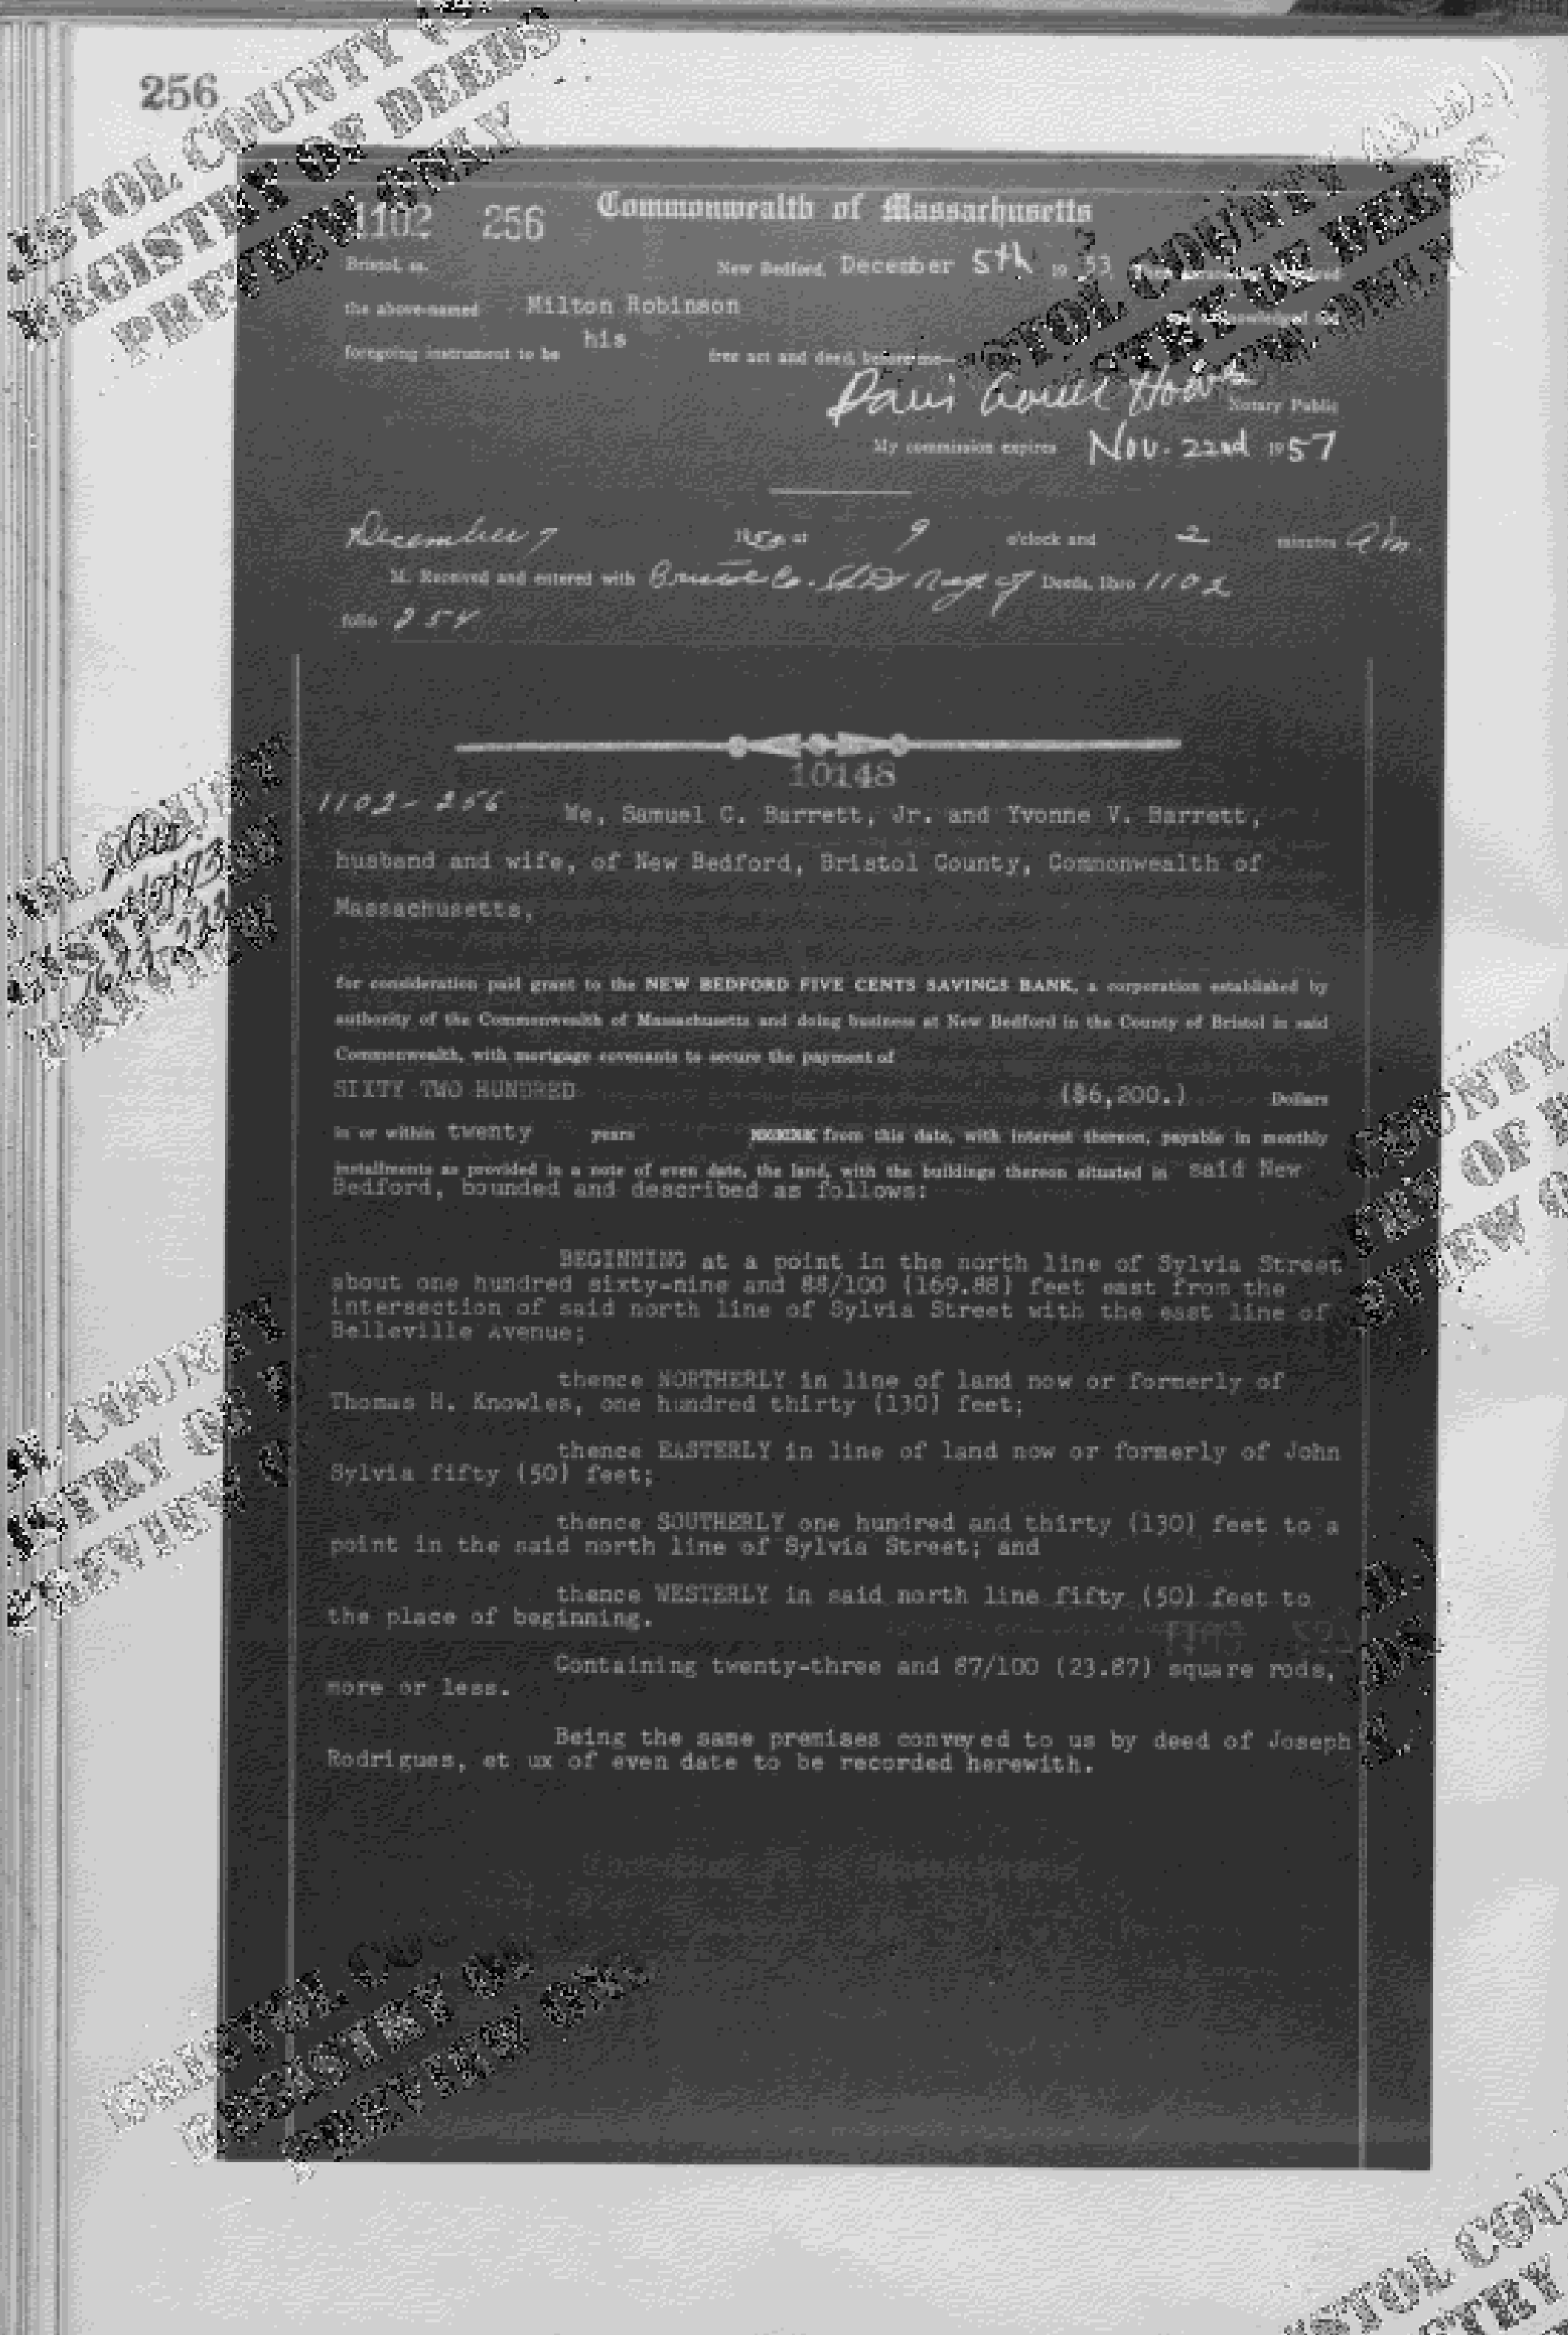 256
BRISTOL COUNTY (S.D.)
REGISTRY OF DEEDS
PREVIEW ONLY
1102 256
Commonwealth of Massachusetts
Bristol, ss. New Bedford, December 5th 1953
the above-named Milton Robinson and acknowledged the
foregoing instrument to be his free act and deed, before me—
Notary Public
My commission expires Nov. 22nd 1957
December 7 at 9 o'clock and 2 minutes A.M.
M. Received and entered with Deeds, libro 1102
folio 254
10148
1102-256 We, Samuel C. Barrett, Jr. and Yvonne V. Barrett,
husband and wife, of New Bedford, Bristol County, Commonwealth of
Massachusetts,
for consideration paid grant to the NEW BEDFORD FIVE CENTS SAVINGS BANK, a corporation established by
authority of the Commonwealth of Massachusetts and doing business at New Bedford in the County of Bristol in said
Commonwealth, with mortgage covenants to secure the payment of
SIXTY TWO HUNDRED ($6,200.) Dollars
in or within twenty years from this date, with interest thereon, payable in monthly
installments as provided in a note of even date, the land, with the buildings thereon situated in said New
Bedford, bounded and described as follows:
BEGINNING at a point in the north line of Sylvia Street
about one hundred sixty-nine and 88/100 (169.88) feet east from the
intersection of said north line of Sylvia Street with the east line of
Belleville Avenue;
thence NORTHERLY in line of land now or formerly of
Thomas H. Knowles, one hundred thirty (130) feet;
thence EASTERLY in line of land now or formerly of John
Sylvia fifty (50) feet;
thence SOUTHERLY one hundred and thirty (130) feet to a
point in the said north line of Sylvia Street; and
thence WESTERLY in said north line fifty (50) feet to
the place of beginning.
Containing twenty-three and 87/100 (23.87) square rods,
more or less.
Being the same premises conveyed to us by deed of Joseph
Rodrigues, et ux of even date to be recorded herewith.